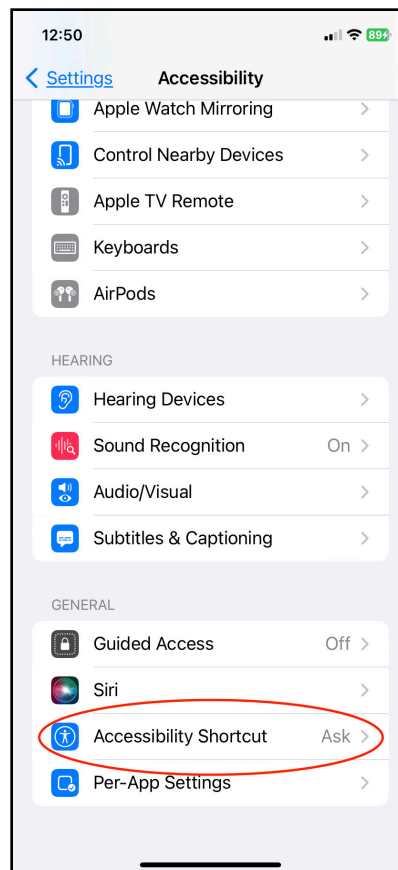 12:50
89
Settings Accessibility
Apple Watch Mirroring
Control Nearby Devices
Apple TV Remote
Keyboards
AirPods
HEARING
Hearing Devices
Sound Recognition On
Audio/Visual
Subtitles & Captioning
GENERAL
Guided Access Off
Siri
Accessibility Shortcut Ask
Per-App Settings